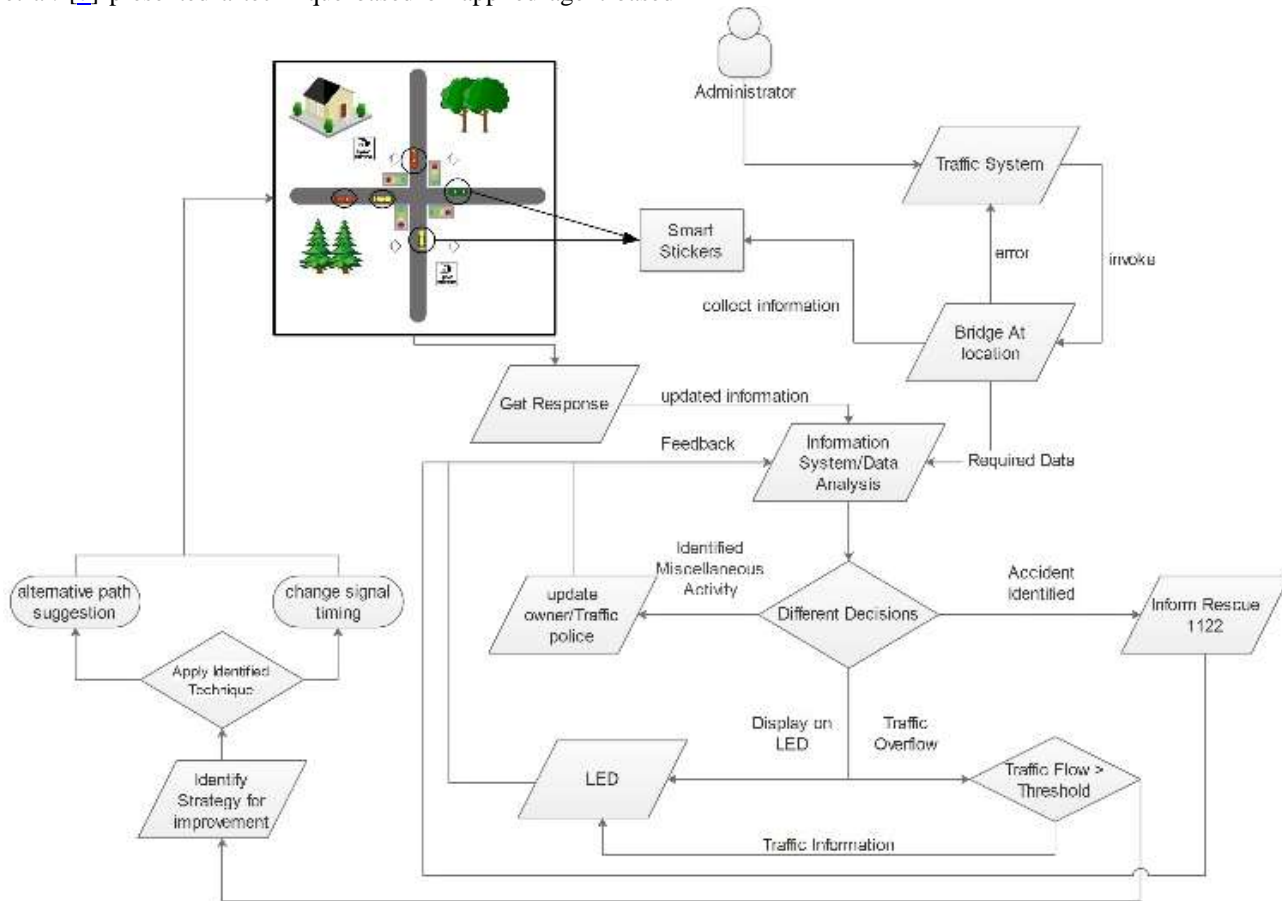 Administrator
Traffic System
Smart
Stickers
error
invoke
collect information
Bridge At
location
Get Response
updated information
Feedback
Information
System/Data
Analysis
Required Data
Identified
Miscellaneous
Activity
Accident
Identified
alternative path
suggestion
change signal
timing
update
owner/Traffic
police
Different Decisions
Inform Rescue
1122
Apply Identified
Technique
Display on
LED
Traffic
Overflow
Identify
Strategy for
improvement
LED
Traffic Flow >
Threshold
Traffic Information